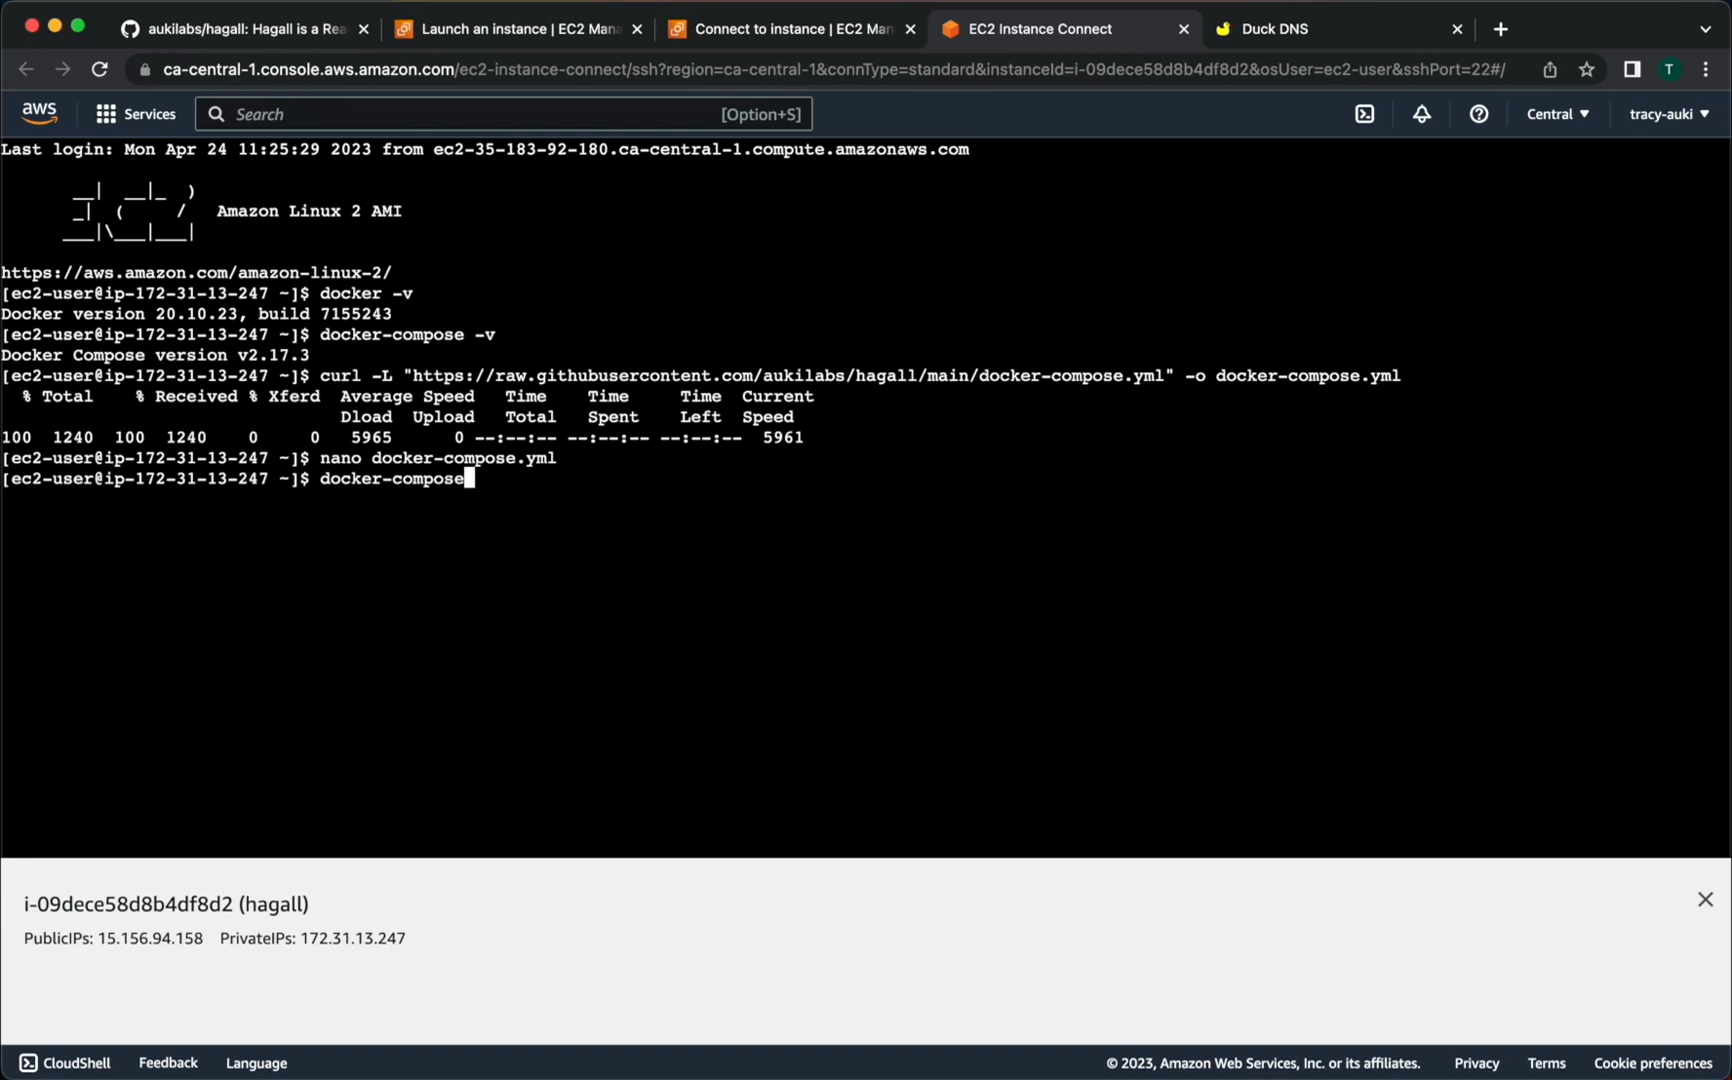 aukilabs/hagall: Hagall is a Rea
Launch an instance | EC2 Mana
Connect to instance | EC2 Man
EC2 Instance Connect
Duck DNS
ca-central-1.console.aws.amazon.com/ec2-instance-connect/ssh?region=ca-central-1&connType=standard&instanceId=i-09dece58d8b4df8d2&osUser=ec2-user&sshPort=22#/
T
aws
Services
Search
[Option+S]
Central
tracy-auki
Last login: Mon Apr 24 11:25:29 2023 from ec2-35-183-92-180.ca-central-1.compute.amazonaws.com
__|  __|_  )
_|  (     /   Amazon Linux 2 AMI
___|\___|___|
https://aws.amazon.com/amazon-linux-2/
[ec2-user@ip-172-31-13-247 ~]$ docker -v
Docker version 20.10.23, build 7155243
[ec2-user@ip-172-31-13-247 ~]$ docker-compose -v
Docker Compose version v2.17.3
[ec2-user@ip-172-31-13-247 ~]$ curl -L "https://raw.githubusercontent.com/aukilabs/hagall/main/docker-compose.yml" -o docker-compose.yml
% Total    % Received % Xferd  Average Speed   Time    Time     Time  Current
Dload  Upload   Total   Spent    Left  Speed
100  1240  100  1240    0     0   5965      0 --:--:-- --:--:-- --:--:--  5961
[ec2-user@ip-172-31-13-247 ~]$ nano docker-compose.yml
[ec2-user@ip-172-31-13-247 ~]$ docker-compose
i-09dece58d8b4df8d2 (hagall)
PublicIPs: 15.156.94.158 PrivateIPs: 172.31.13.247
CloudShell
Feedback
Language
© 2023, Amazon Web Services, Inc. or its affiliates.
Privacy
Terms
Cookie preferences